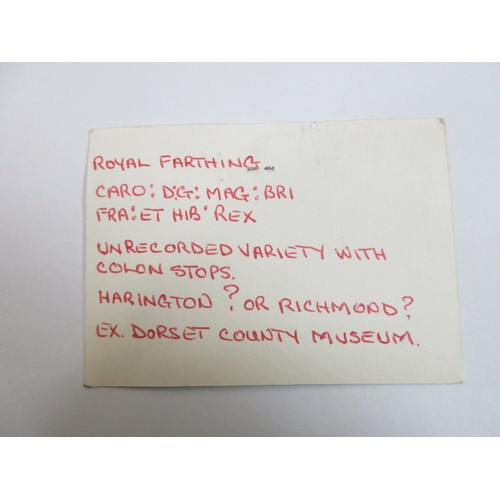 ROYAL FARTHING
CARO: D:G: MAG: BRI
FRA: ET HIB: REX
UNRECORDED VARIETY WITH
COLON STOPS.
HARINGTON? OR RICHMOND?
EX. DORSET COUNTY MUSEUM.